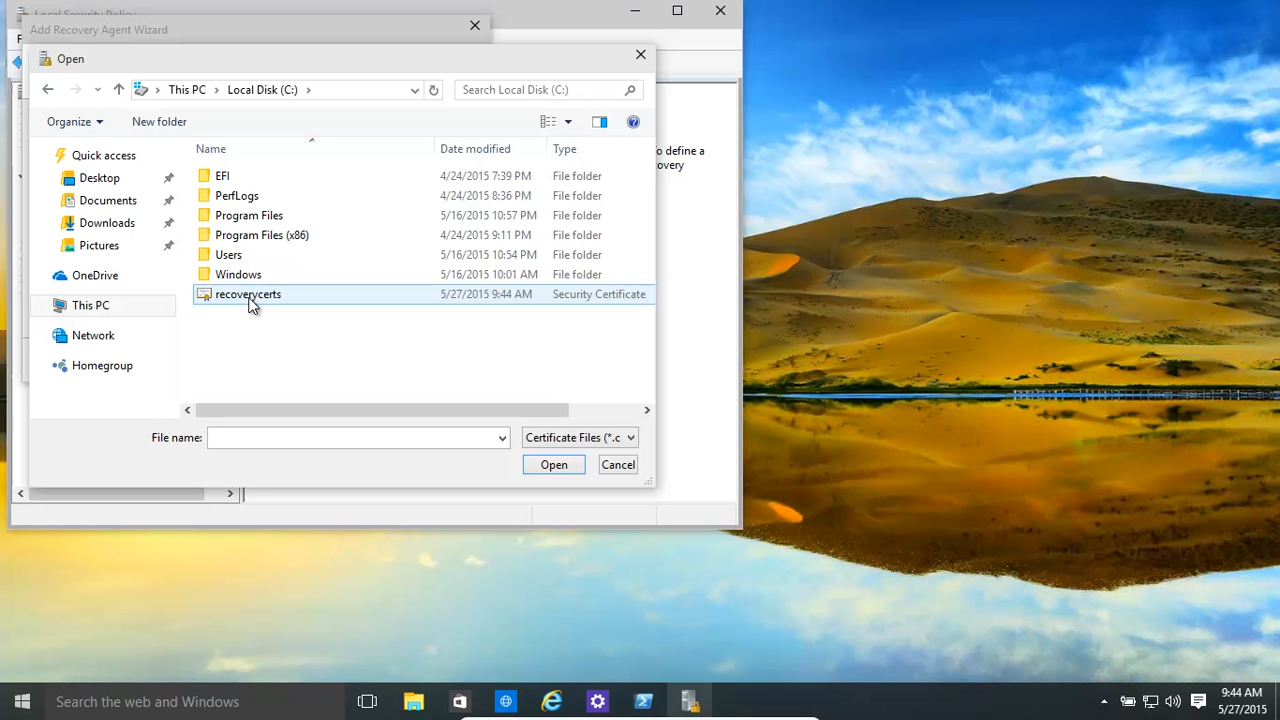 Local Security Policy
Add Recovery Agent Wizard
Open
This PC > Local Disk (C:) >
Search Local Disk (C:)
Organize
New folder
Name
Date modified
Type
Quick access
Desktop
Documents
Downloads
Pictures
OneDrive
This PC
Network
Homegroup
EFI 4/24/2015 7:39 PM File folder
PerfLogs 4/24/2015 8:36 PM File folder
Program Files 5/16/2015 10:57 PM File folder
Program Files (x86) 4/24/2015 9:11 PM File folder
Users 5/16/2015 10:54 PM File folder
Windows 5/16/2015 10:01 AM File folder
recoverycerts 5/27/2015 9:44 AM Security Certificate
o define a
overy
File name:
Certificate Files (*.c
Open
Cancel
Search the web and Windows
9:44 AM
5/27/2015